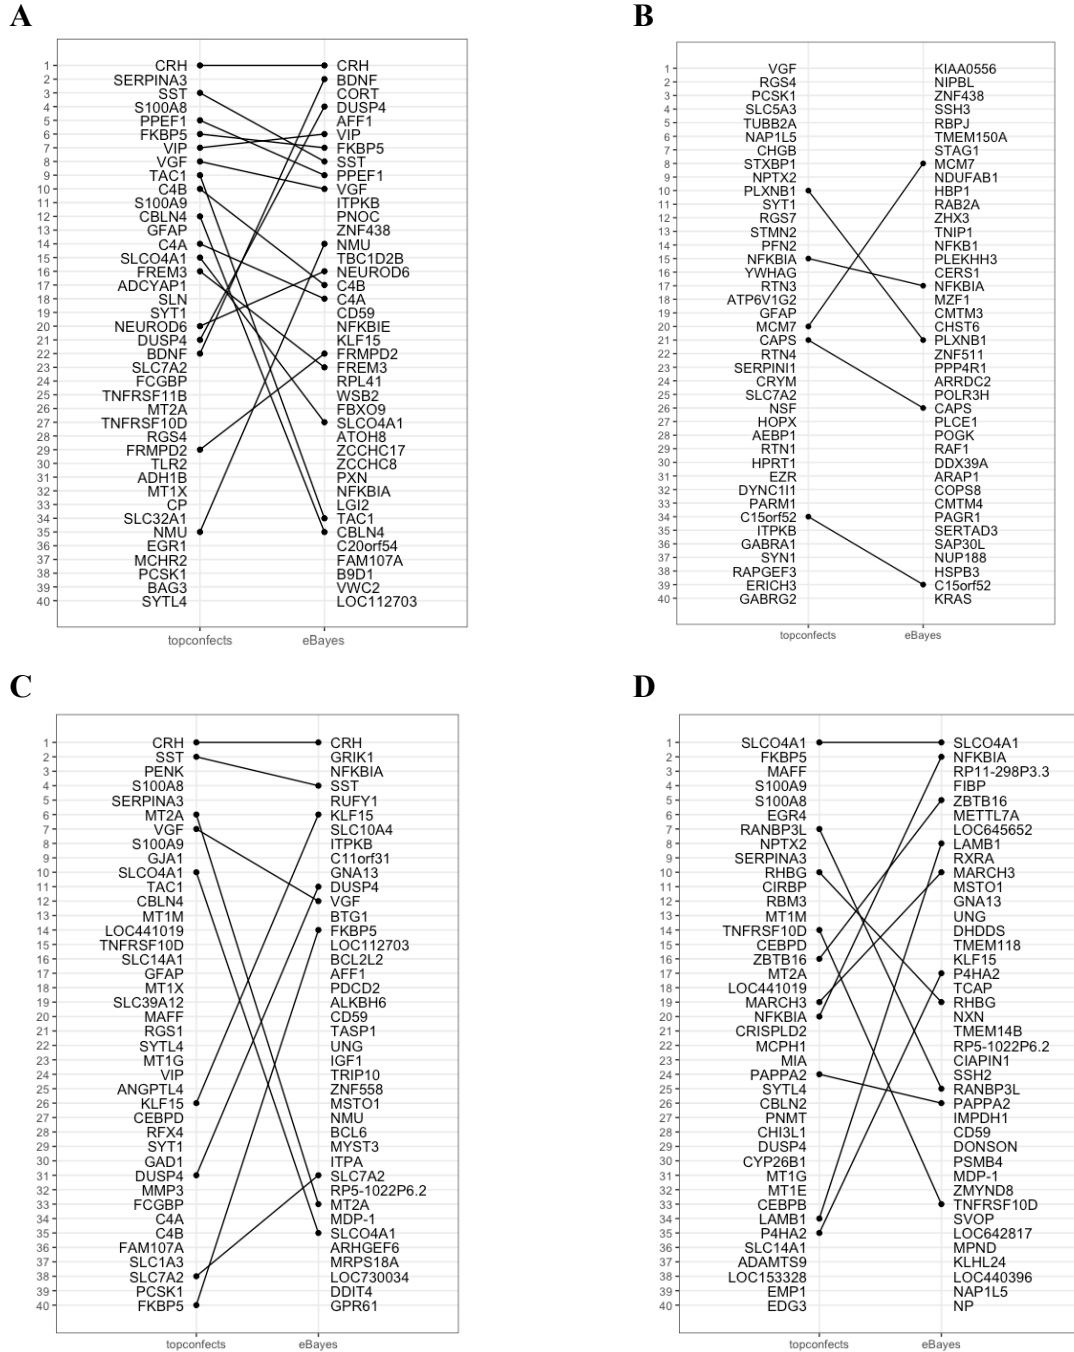 A
1 CRH CRH
2 SERPINA3 BDNF
3 SST CORT
4 S100A8 DUSP4
5 PPEF1 AFF1
6 FKBP5 VIP
7 VIP FKBP5
8 VGF SST
9 TAC1 PPEF1
10 C4B VGF
11 S100A9 ITPKB
12 CBLN4 PNOC
13 GFAP ZNF438
14 C4A NMU
15 SLCO4A1 TBC1D2B
16 FREM3 NEUROD6
17 ADCYAP1 C4B
18 SLN C4A
19 SYT1 CD59
20 NEUROD6 NFKBIE
21 DUSP4 KLF15
22 BDNF FRMPD2
23 SLC7A2 FREM3
24 FCGBP RPL41
25 TNFRSF11B WSB2
26 MT2A FBXO9
27 TNFRSF10D SLCO4A1
28 RGS4 ATOH8
29 FRMPD2 ZCCHC17
30 TLR2 ZCCHC8
31 ADH1B PXN
32 MT1X NFKBIA
33 CP LGI2
34 SLC32A1 TAC1
35 NMU CBLN4
36 EGR1 C20orf54
37 MCHR2 FAM107A
38 PCSK1 B9D1
39 BAG3 VWC2
40 SYTL4 LOC112703
topconfects eBayes
B
1 VGF KIAA0556
2 RGS4 NIPBL
3 PCSK1 ZNF438
4 SLC5A3 SSH3
5 TUBB2A RBPJ
6 NAP1L5 TMEM150A
7 CHGB STAG1
8 STXBP1 MCM7
9 NPTX2 NDUFAB1
10 PLXNB1 HBP1
11 SYT1 RAB2A
12 RGS7 ZHX3
13 STMN2 TNIP1
14 PFN2 NFKB1
15 NFKBIA PLEKHH3
16 YWHAG CERS1
17 RTN3 NFKBIA
18 ATP6V1G2 MZF1
19 GFAP CMTM3
20 MCM7 CHST6
21 CAPS PLXNB1
22 RTN4 ZNF511
23 SERPINI1 PPP4R1
24 CRYM ARRDC2
25 SLC7A2 POLR3H
26 NSF CAPS
27 HOPX PLCE1
28 AEBP1 POGK
29 RTN1 RAF1
30 HPRT1 DDX39A
31 EZR ARAP1
32 DYNC1I1 COPS8
33 PARM1 CMTM4
34 C15orf52 PAGR1
35 ITPKB SERTAD3
36 GABRA1 SAP30L
37 SYN1 NUP188
38 RAPGEF3 HSPB3
39 ERICH3 C15orf52
40 GABRG2 KRAS
topconfects eBayes
C
1 CRH CRH
2 SST GRIK1
3 PENK NFKBIA
4 S100A8 SST
5 SERPINA3 RUFY1
6 MT2A KLF15
7 VGF SLC10A4
8 S100A9 ITPKB
9 GJA1 C11orf31
10 SLCO4A1 GNA13
11 TAC1 DUSP4
12 CBLN4 VGF
13 MT1M BTG1
14 LOC441019 FKBP5
15 TNFRSF10D LOC112703
16 SLC14A1 BCL2L2
17 GFAP AFF1
18 MT1X PDCD2
19 SLC39A12 ALKBH6
20 MAFF CD59
21 RGS1 TASP1
22 SYTL4 UNG
23 MT1G IGF1
24 VIP TRIP10
25 ANGPTL4 ZNF558
26 KLF15 MSTO1
27 CEBPD NMU
28 RFX4 BCL6
29 SYT1 MYST3
30 GAD1 ITPA
31 DUSP4 SLC7A2
32 MMP3 RP5-1022P6.2
33 FCGBP MT2A
34 C4A MDP-1
35 C4B SLCO4A1
36 FAM107A ARHGEF6
37 SLC1A3 MRPS18A
38 SLC7A2 LOC730034
39 PCSK1 DDIT4
40 FKBP5 GPR61
topconfects eBayes
D
1 SLCO4A1 SLCO4A1
2 FKBP5 NFKBIA
3 MAFF RP11-298P3.3
4 S100A9 FIBP
5 S100A8 ZBTB16
6 EGR4 METTL7A
7 RANBP3L LOC645652
8 NPTX2 LAMB1
9 SERPINA3 RXRA
10 RHBG MARCH3
11 CIRBP MSTO1
12 RBM3 GNA13
13 MT1M UNG
14 TNFRSF10D DHDDS
15 CEBPD TMEM118
16 ZBTB16 KLF15
17 MT2A P4HA2
18 LOC441019 TCAP
19 MARCH3 RHBG
20 NFKBIA NXN
21 CRISPLD2 TMEM14B
22 MCPH1 RP5-1022P6.2
23 MIA CIAPIN1
24 PAPPA2 SSH2
25 SYTL4 RANBP3L
26 CBLN2 PAPPA2
27 PNMT IMPDH1
28 CHI3L1 CD59
29 DUSP4 DONSON
30 CYP26B1 PSMB4
31 MT1G MDP-1
32 MT1E ZMYND8
33 CEBPB TNFRSF10D
34 LAMB1 SVOP
35 P4HA2 LOC642817
36 SLC14A1 MPND
37 ADAMTS9 KLHL24
38 LOC153328 LOC440396
39 EMP1 NAP1L5
40 EDG3 NP
topconfects eBayes